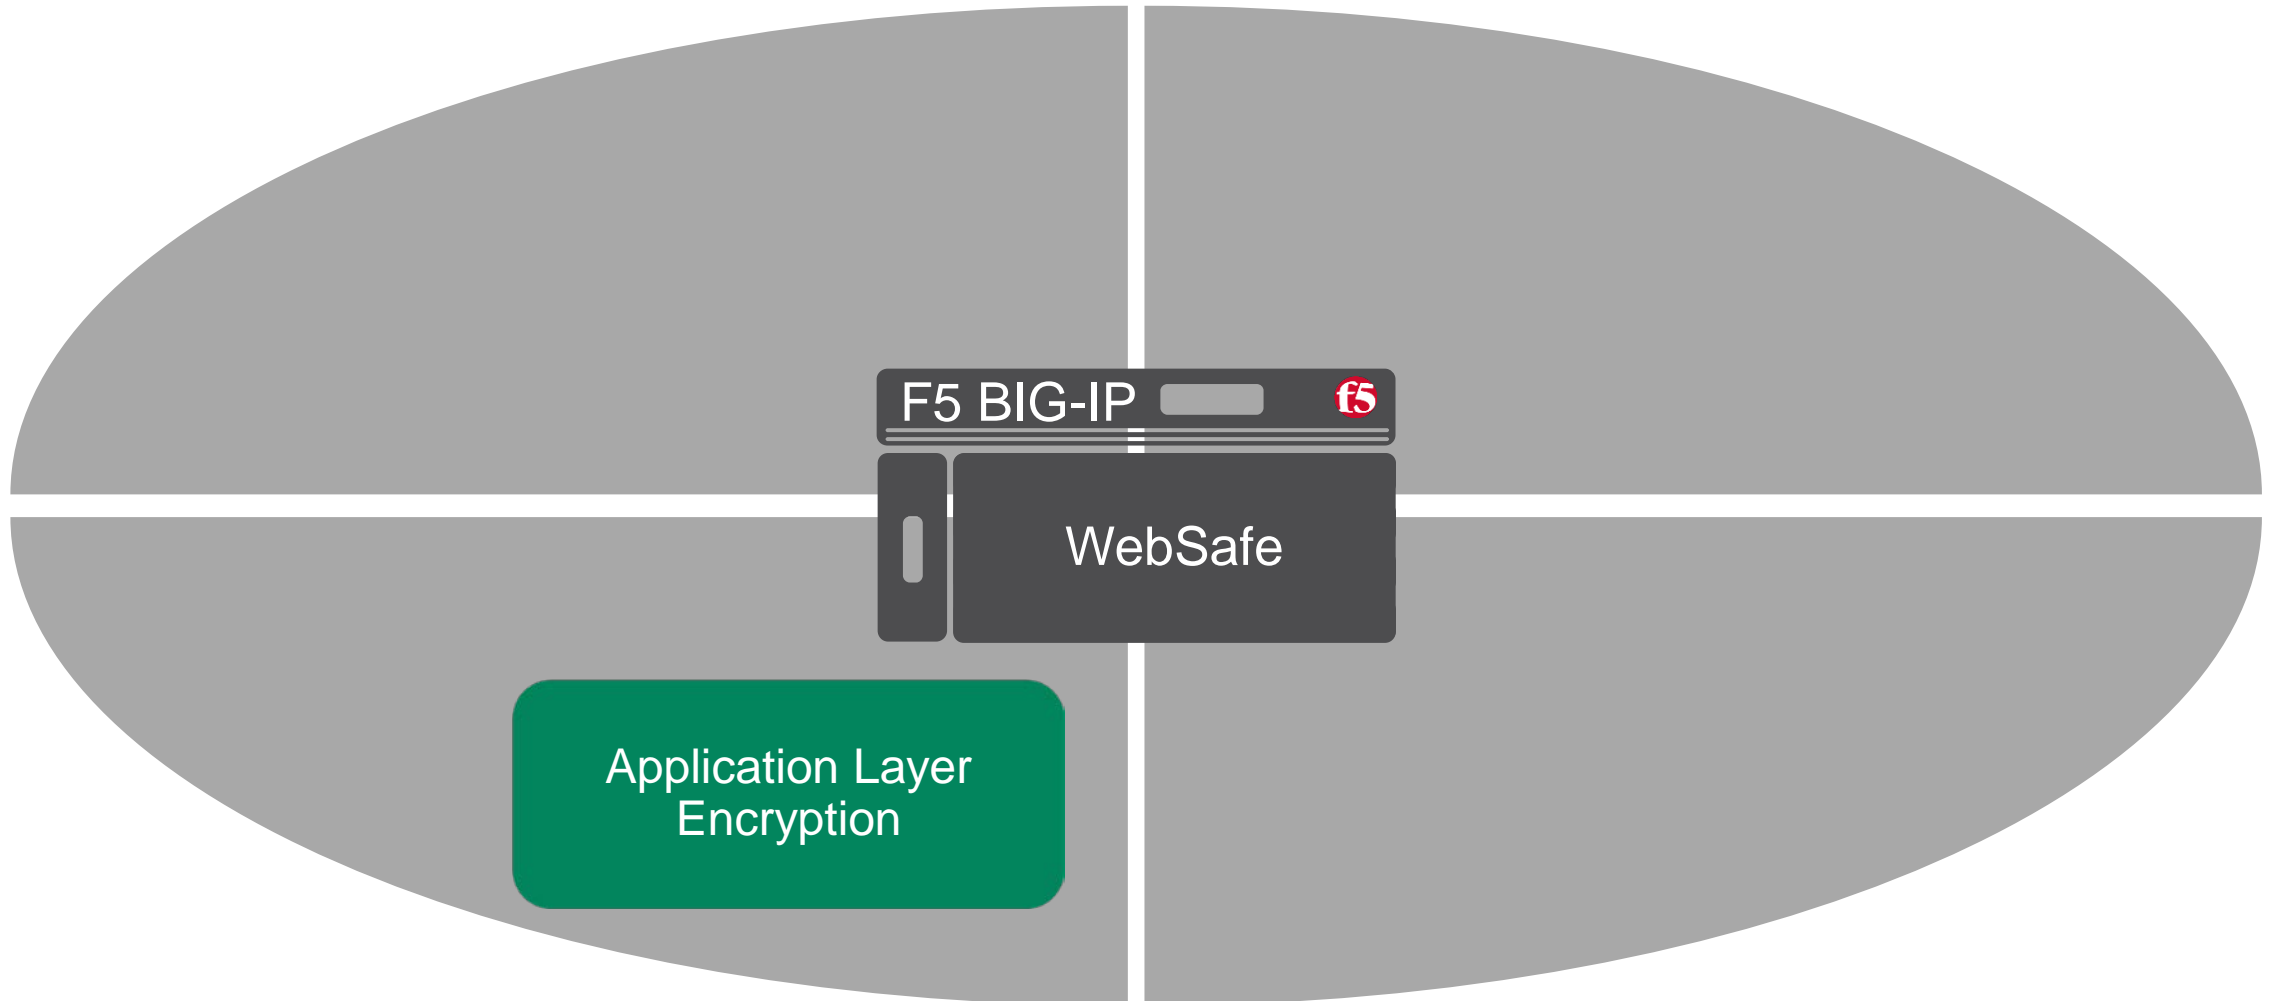 F5 BIG-IP
f5
WebSafe
Application Layer
Encryption